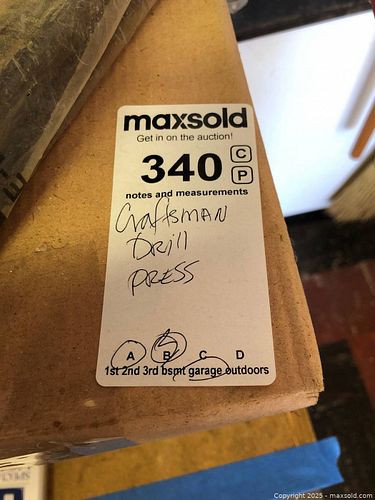 maxsold
Get in on the auction!
340 C
P
notes and measurements
Craftsman
Drill
PRESS
A B C D
1st 2nd 3rd bsmt garage outdoors
Copyright 2025 - maxsold.com